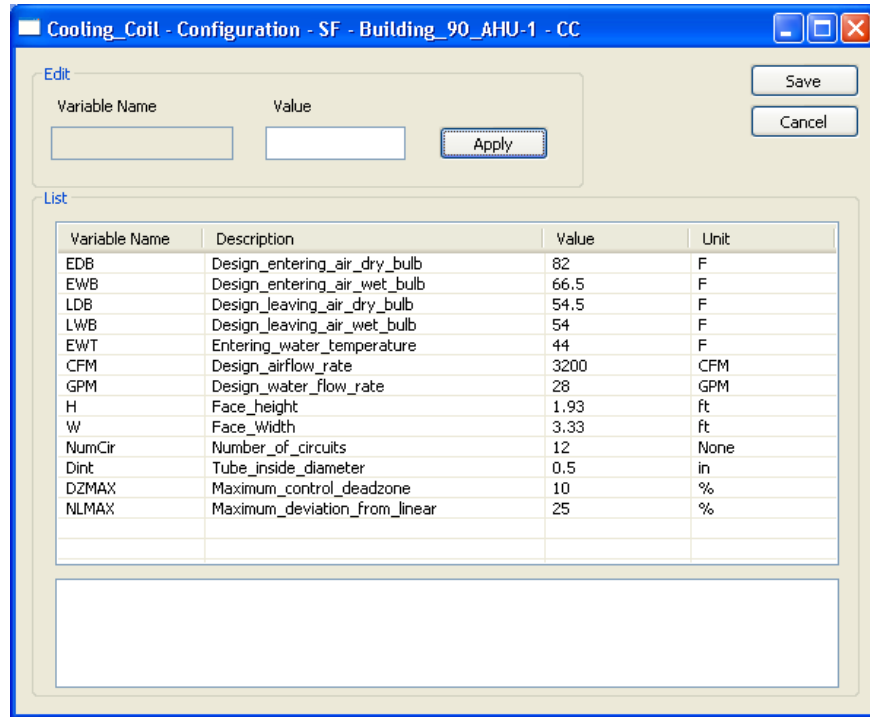 Cooling_Coil - Configuration - SF - Building_90_AHU-1 - CC
Edit
Save
Variable Name Value
Cancel
Apply
List
Variable Name Description Value Unit
EDB Design_entering_air_dry_bulb 82 F
EWB Design_entering_air_wet_bulb 66.5 F
LDB Design_leaving_air_dry_bulb 54.5 F
LWB Design_leaving_air_wet_bulb 54 F
EWT Entering_water_temperature 44 F
CFM Design_airflow_rate 3200 CFM
GPM Design_water_flow_rate 28 GPM
H Face_height 1.93 ft
W Face_Width 3.33 ft
NumCir Number_of_circuits 12 None
Dint Tube_inside_diameter 0.5 in
DZMAX Maximum_control_deadzone 10 %
NLMAX Maximum_deviation_from_linear 25 %